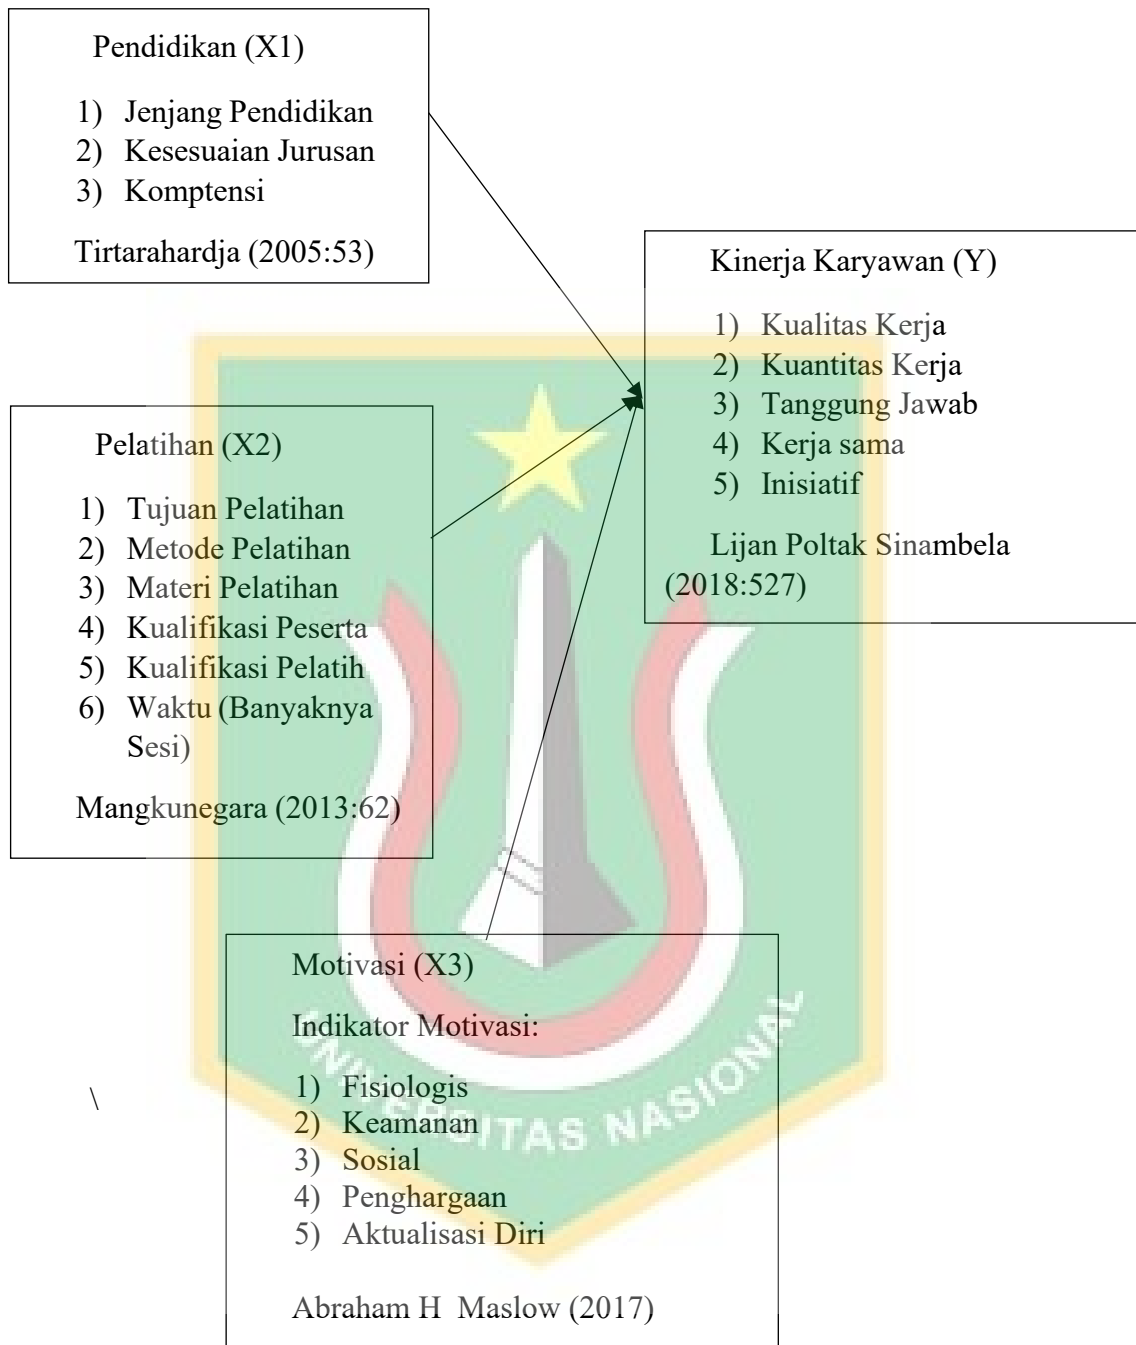 Pendidikan (X1)
1) Jenjang Pendidikan
2) Kesesuaian Jurusan
3) Komptensi
Tirtarahardja (2005:53)
Kinerja Karyawan (Y)
1) Kualitas Kerja
2) Kuantitas Kerja
3) Tanggung Jawab
4) Kerja sama
5) Inisiatif
Lijan Poltak Sinambela
(2018:527)
Pelatihan (X2)
1) Tujuan Pelatihan
2) Metode Pelatihan
3) Materi Pelatihan
4) Kualifikasi Peserta
5) Kualifikasi Pelatih
6) Waktu (Banyaknya
Sesi)
Mangkunegara (2013:62)
Motivasi (X3)
Indikator Motivasi:
1) Fisiologis
2) Keamanan
3) Sosial
4) Penghargaan
5) Aktualisasi Diri
Abraham H  Maslow (2017)
\
UNIVERSITAS NASIONAL